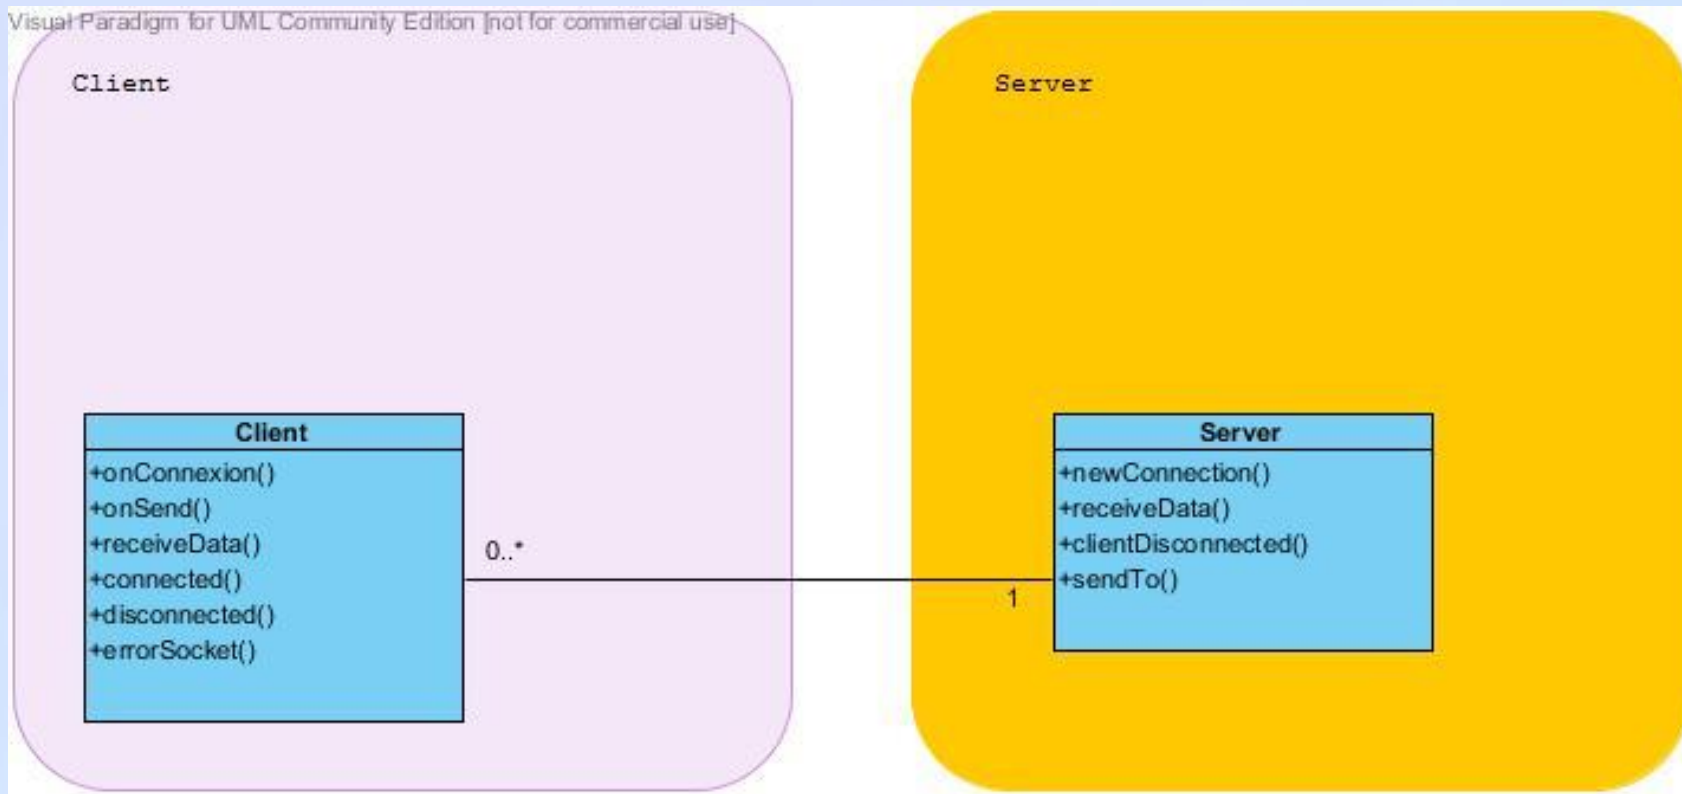 Visual Paradigm for UML Community Edition [not for commercial use]
Client
Server
Client
+onConnexion()
+onSend()
+receiveData()
+connected()
+disconnected()
+errorSocket()
0..*
1
Server
+newConnection()
+receiveData()
+clientDisconnected()
+sendTo()